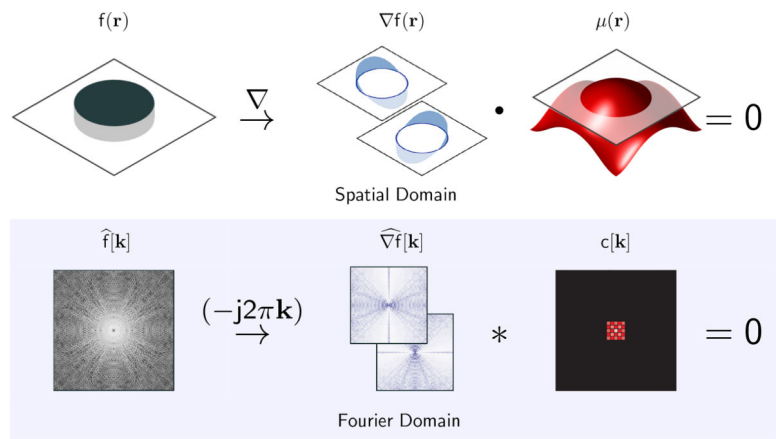 f(r) ∇f(r) μ(r)
∇
→ · = 0
Spatial Domain
f̂[k] ∇̂f[k] c[k]
(−j2πk)
→ ∗ = 0
Fourier Domain